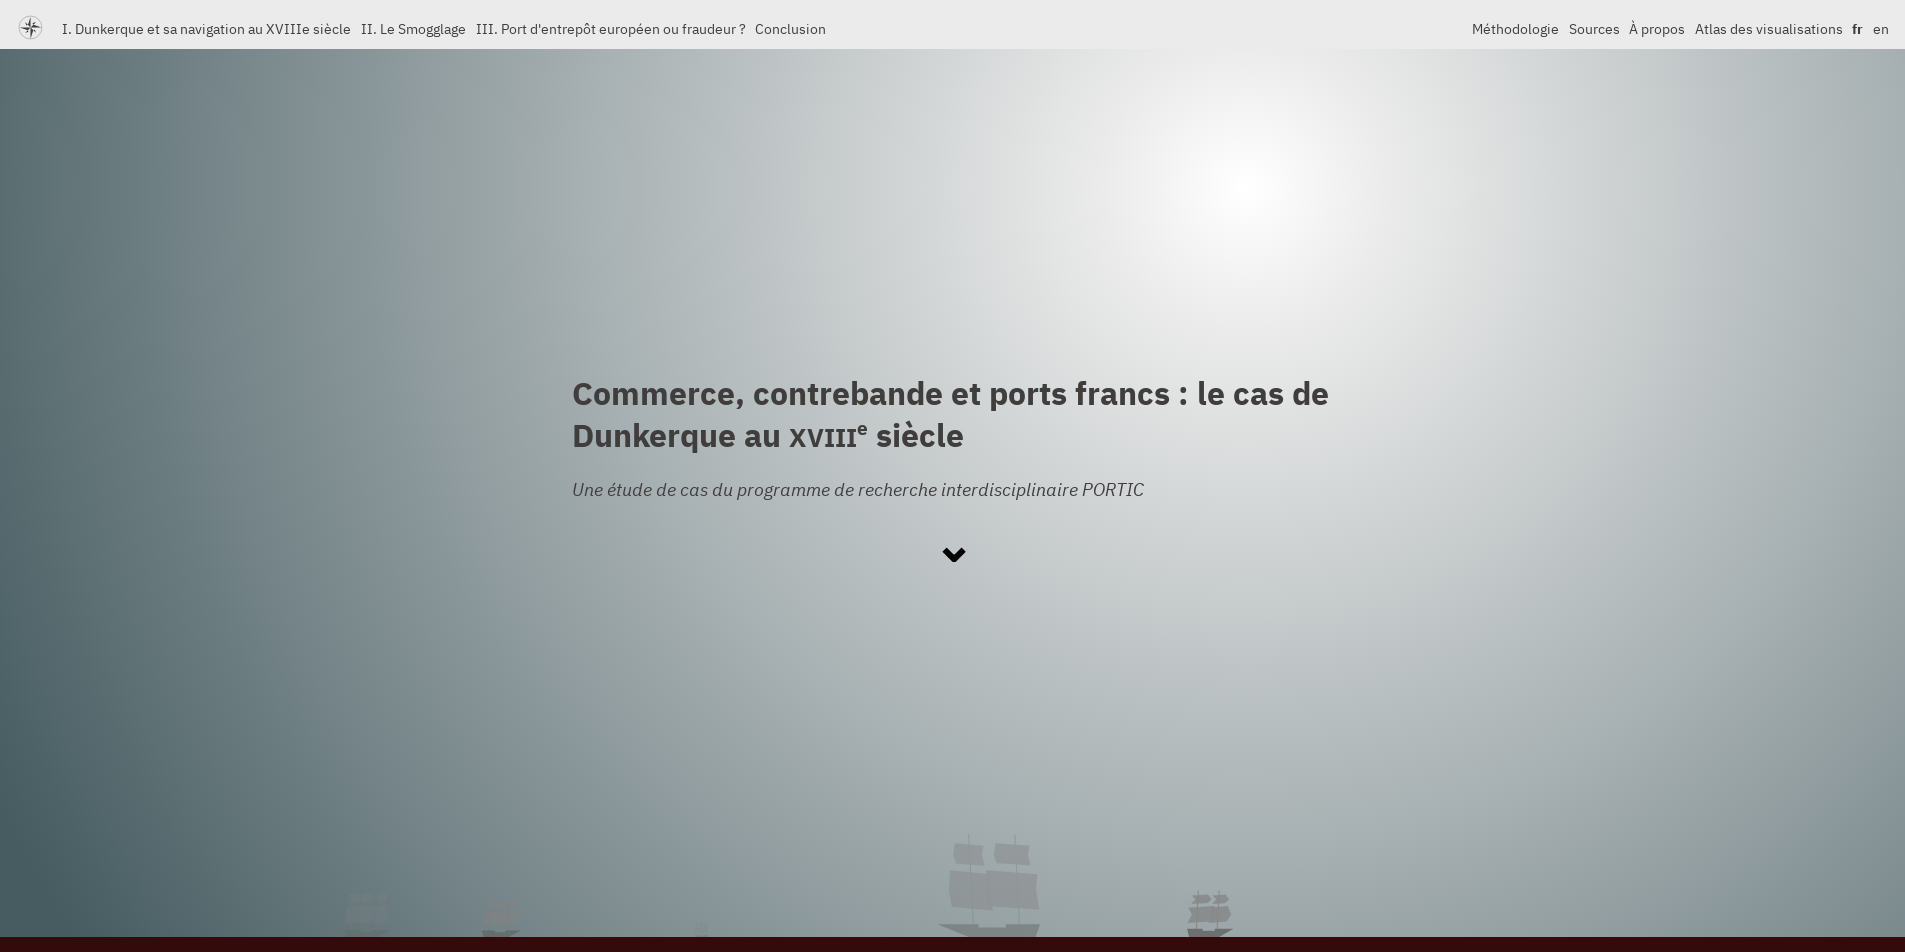 I. Dunkerque et sa navigation au XVIIIe siècle II. Le Smogglage III. Port d'entrepôt européen ou fraudeur ? Conclusion Méthodologie Sources À propos Atlas des visualisations fr en
Commerce, contrebande et ports francs : le cas de
Dunkerque au XVIIIe siècle
Une étude de cas du programme de recherche interdisciplinaire PORTIC